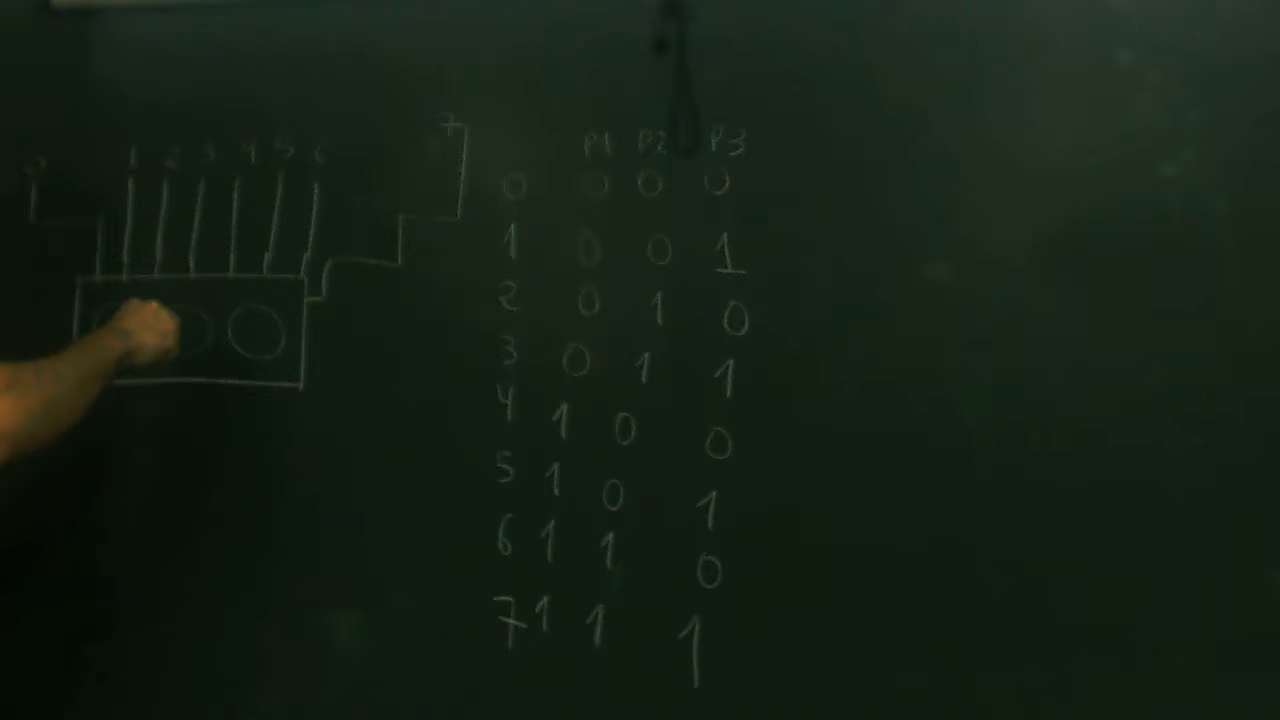 0 1 2 3 4 5 6 7
P1 P2 P3
0 0 0 0
1 0 0 1
2 0 1 0
3 0 1 1
4 1 0 0
5 1 0 1
6 1 1 0
7 1 1 1